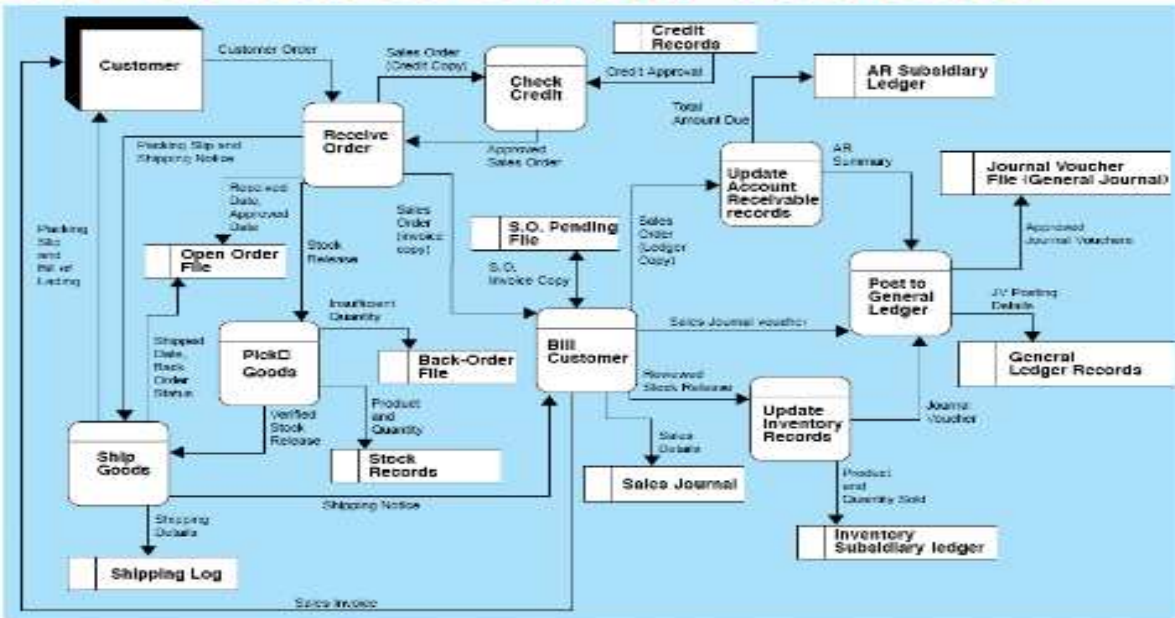 Customer
Customer Order
Sales Order
(Credit Copy)
Check
Credit
Credit
Records
Credit Approval
AR Subsidiary
Ledger
Total
Amount Due
Receive
Order
Approved
Sales Order
Packing Slip and
Shipping Notice
Received
Date,
Approved
Date
Packing
Slip
and
Bill of
Lading
Open Order
File
Stock
Release
Sales
Order
(invoice
copy)
S.O. Pending
File
S.O.
Invoice Copy
Sales
Order
(Ledger
Copy)
Update
Account
Receivable
records
AR
Summary
Journal Voucher
File (General Journal)
Approved
Journal Vouchers
Post to
General
Ledger
JV Posting
Details
General
Ledger Records
Sales Journal voucher
Bill
Customer
Insufficient
Quantity
Back-Order
File
Pick
Goods
Shipped
Date,
Back
Order
Status
Verified
Stock
Release
Product
and
Quantity
Stock
Records
Reviewed
Stock Release
Update
Inventory
Records
Journal
Voucher
Sales
Details
Sales Journal
Product
and
Quantity Sold
Inventory
Subsidiary ledger
Ship
Goods
Shipping Notice
Shipping
Details
Shipping Log
Sales Invoice